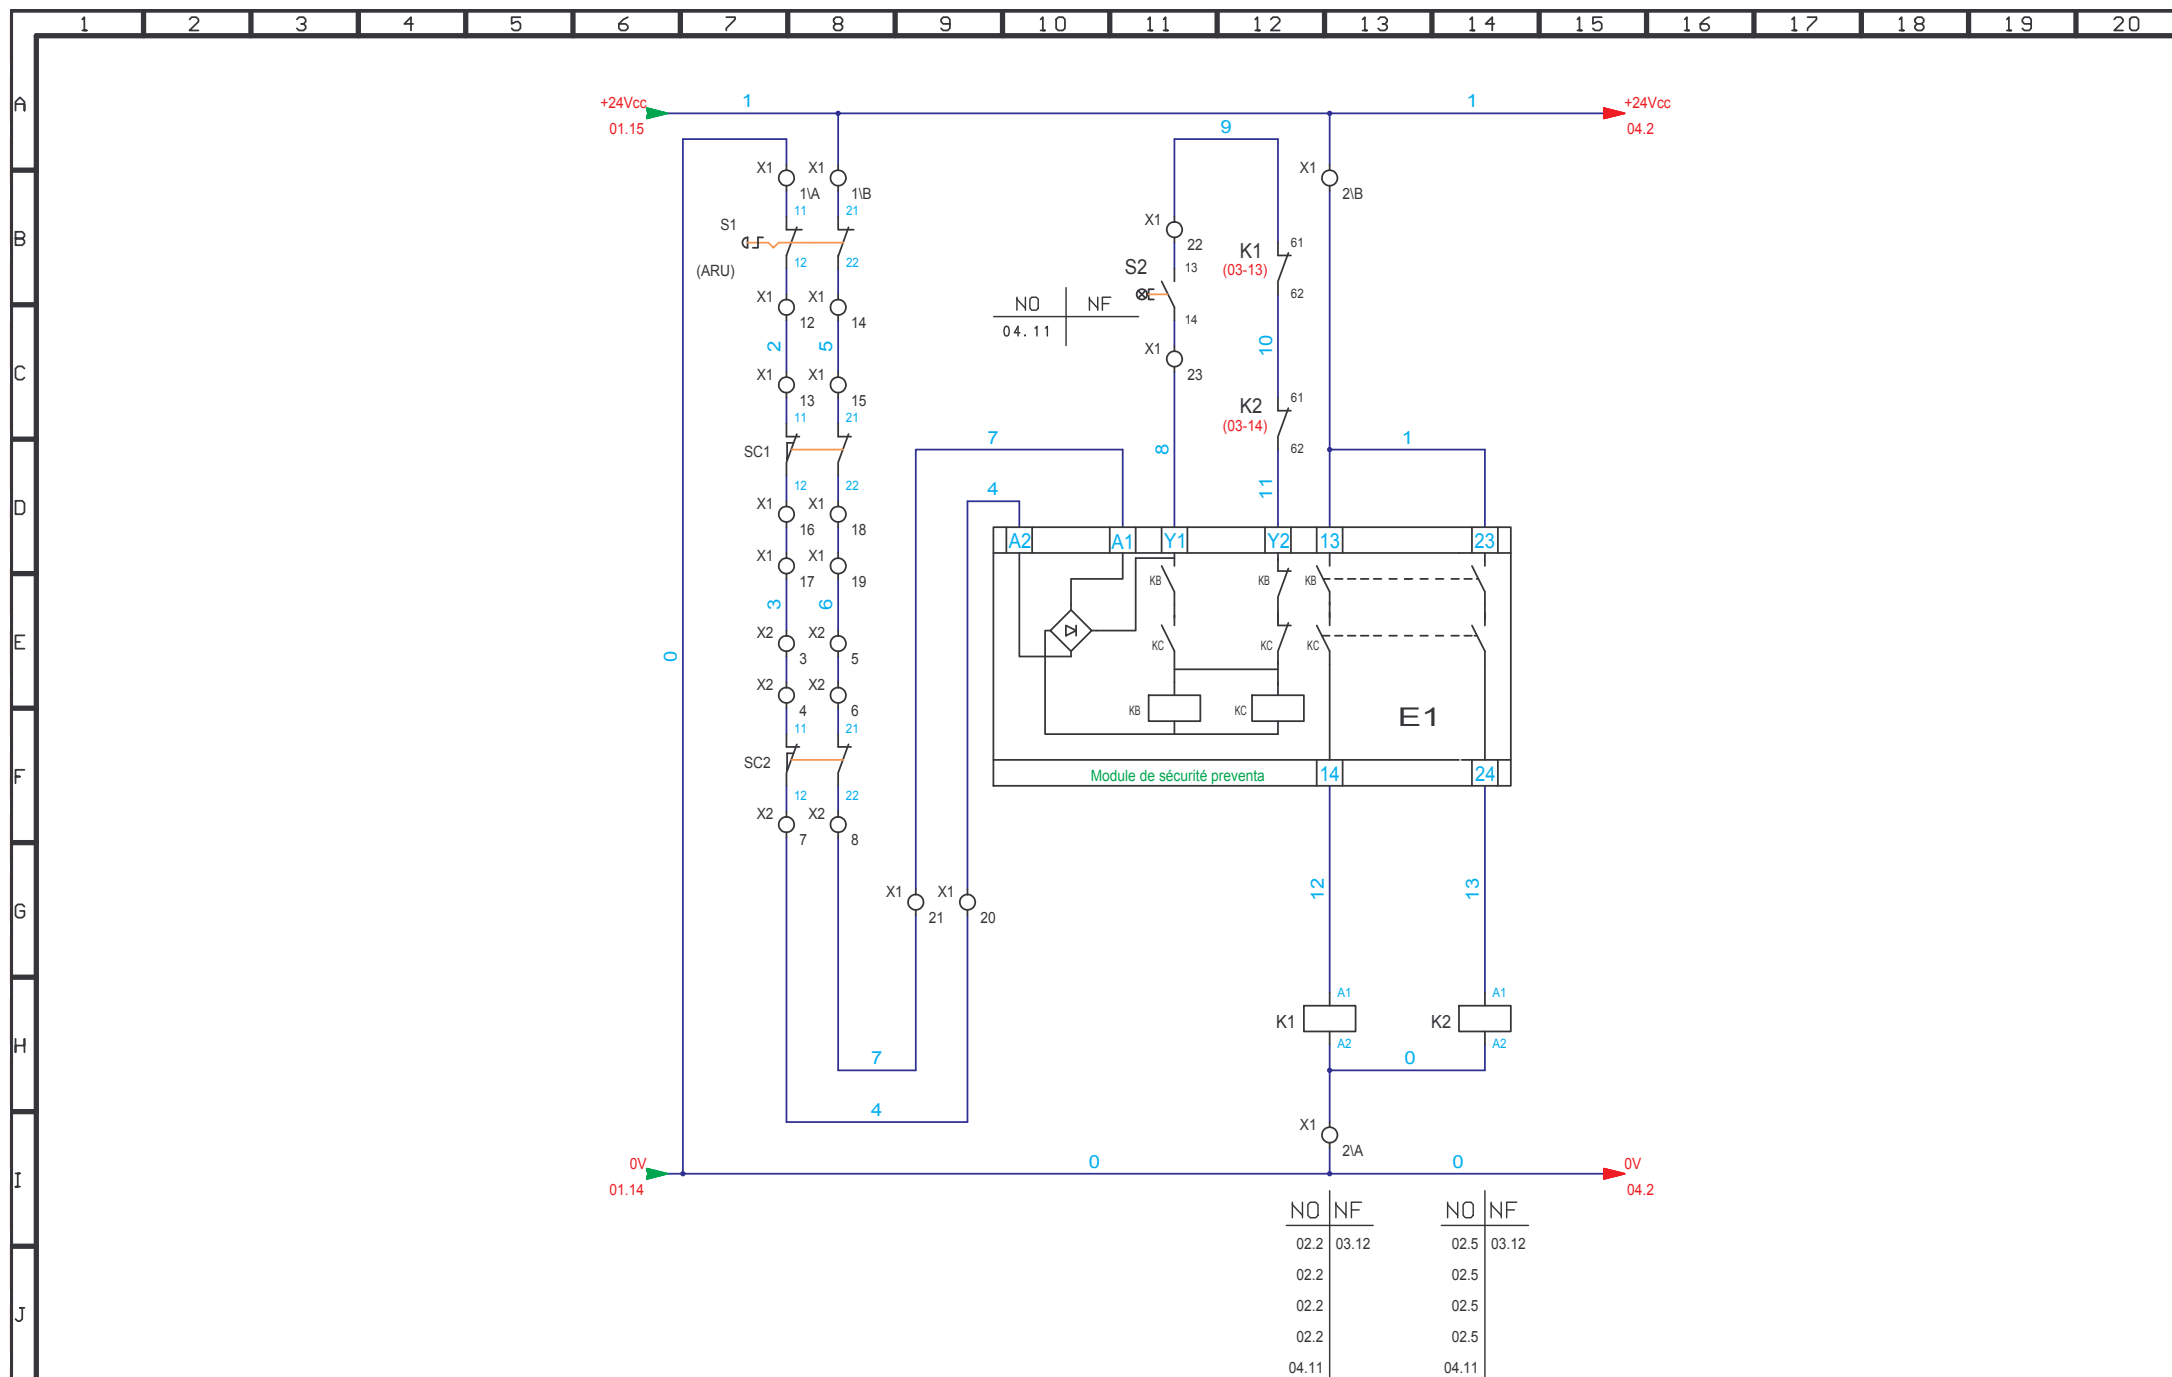 1 2 3 4 5 6 7 8 9 10 11 12 13 14 15 16 17 18 19 20
A
+24Vcc 1 1 +24Vcc
01.15 9 04.2
X1 X1 X1
1\A 1\B 2\B
11 21
S1 X1
B
22 K1 61
12 22 S2 13 (03-13)
(ARU)
X1 X1 NO NF 62
12 14 04.11 14
2 5 X1 10
C
X1 X1 23
13 15 K2 61
11 21 (03-14)
SC1 7 8 62 1
12 22 4 11
D
X1 X1
16 18
A2 A1 Y1 Y2 13 23
X1 X1
17 19 KB KB KB
3 6
E
X2 X2 KC KC KC
3 5
0
X2 X2
4 6 KB KC E1
11 21
SC2
F
Module de sécurité preventa 14 24
12 22
X2 X2
7 8
G
X1 X1 12 13
21 20
A1 A1
K1 K2
H
A2 A2
7 0
4
X1
2\A
0V 0 0 0V
I
01.14 04.2
NO NF NO NF
02.2 03.12 02.5 03.12
02.2 02.5
J
02.2 02.5
02.2 02.5
04.11 04.11